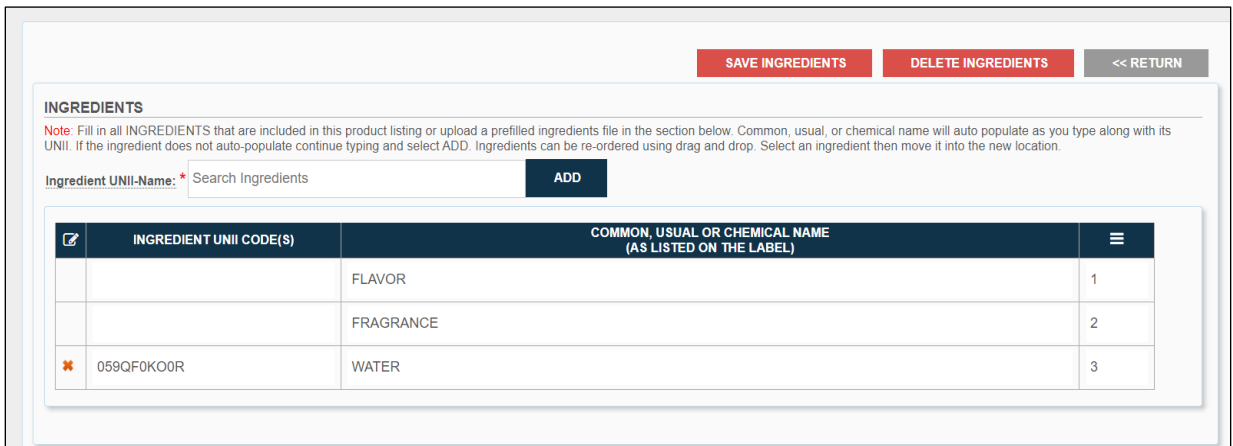 SAVE INGREDIENTS DELETE INGREDIENTS << RETURN
INGREDIENTS
Note: Fill in all INGREDIENTS that are included in this product listing or upload a prefilled ingredients file in the section below. Common, usual, or chemical name will auto populate as you type along with its
UNII. If the ingredient does not auto-populate continue typing and select ADD. Ingredients can be re-ordered using drag and drop. Select an ingredient then move it into the new location.
Ingredient UNII-Name: * Search Ingredients ADD
INGREDIENT UNII CODE(S) COMMON, USUAL OR CHEMICAL NAME
(AS LISTED ON THE LABEL)
FLAVOR 1
FRAGRANCE 2
059QF0KO0R WATER 3